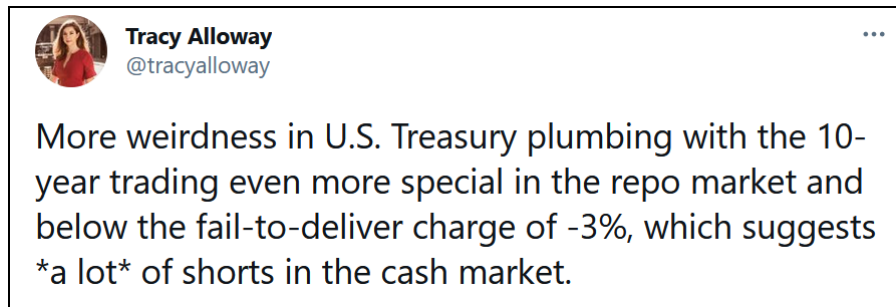 Tracy Alloway
@tracyalloway
More weirdness in U.S. Treasury plumbing with the 10-
year trading even more special in the repo market and
below the fail-to-deliver charge of -3%, which suggests
*a lot* of shorts in the cash market.